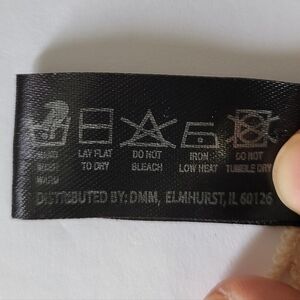 HAND LAY FLAT DO NOT IRON DO NOT
WASH TO DRY BLEACH LOW HEAT TUMBLE DRY
WARM
DISTRIBUTED BY: DMM, ELMHURST, IL 60126